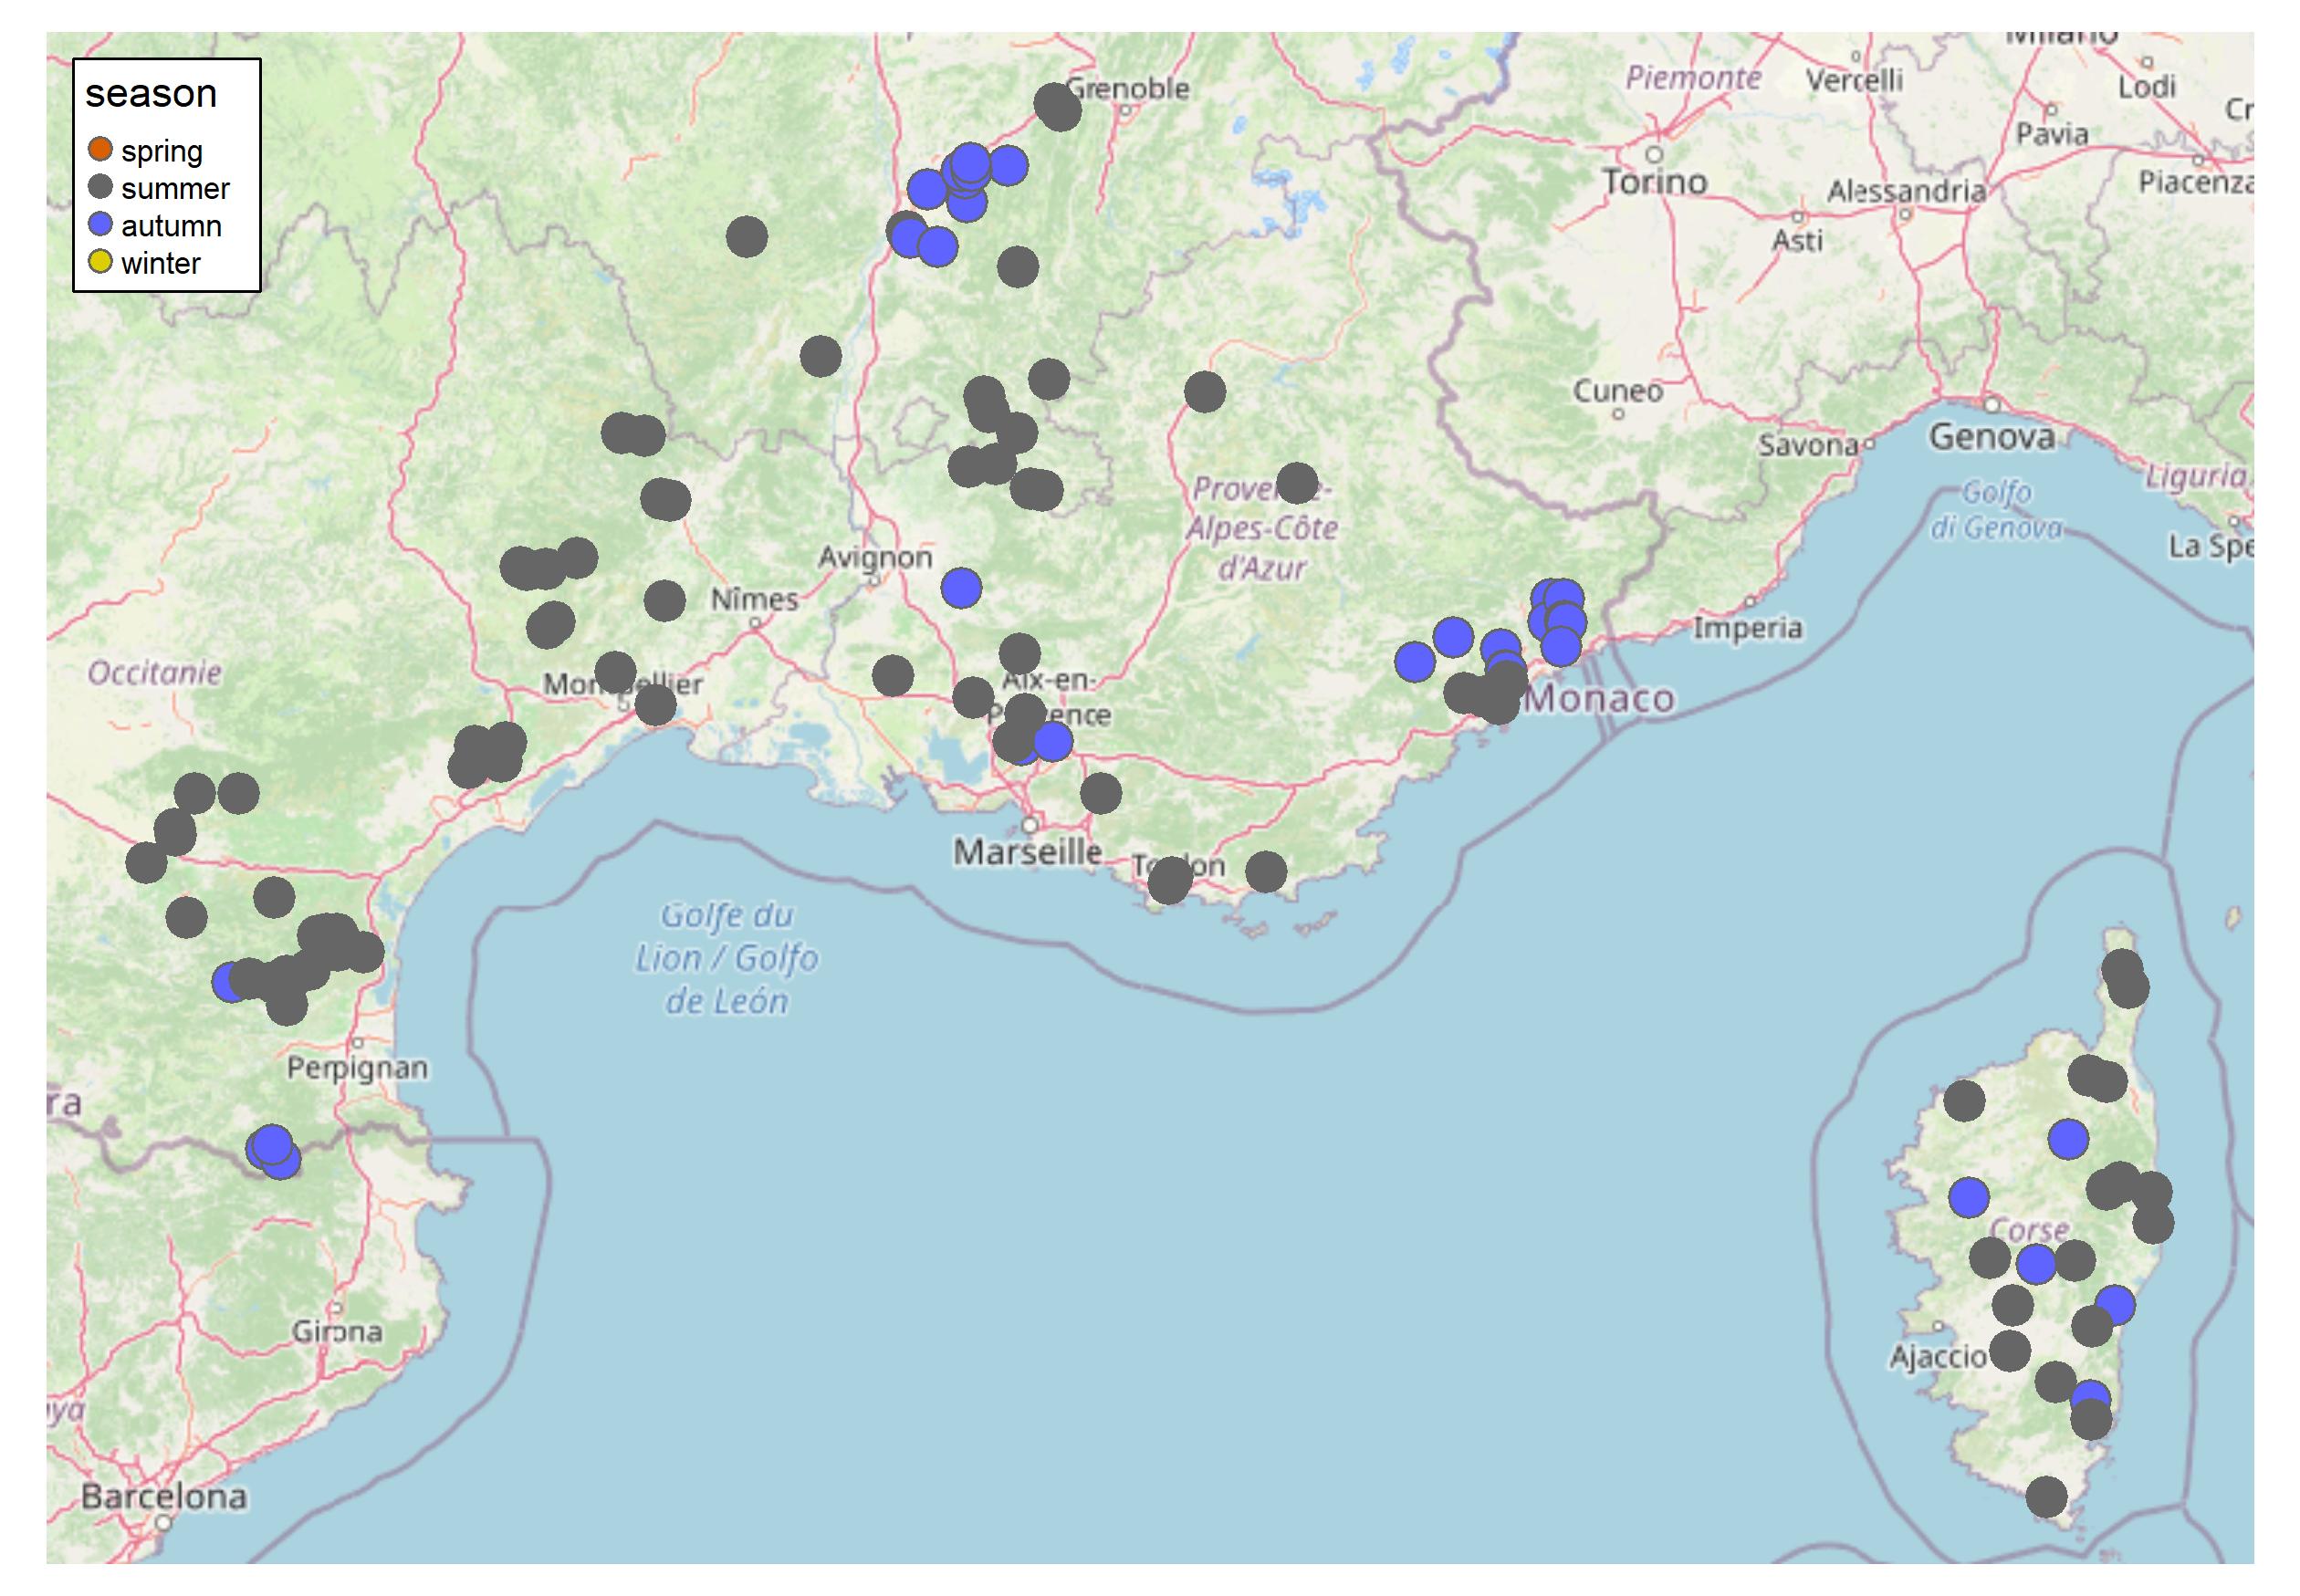 season
spring
summer
autumn
winter
Grenoble
Piemonte
Vercelli
Milano
Lodi
Cr
Pavia
Torino
Alessandria
Piacenza
Asti
Cuneo
Savona
Genova
Liguria
Golfo
di Genova
La Spe
Provence-
Alpes-Côte
d'Azur
Avignon
Nîmes
Imperia
Occitanie
Montpellier
Aix-en-
Provence
Monaco
Marseille
Toulon
Golfe du
Lion / Golfo
de León
Perpignan
ra
Corse
Girona
Ajaccio
ya
Barcelona